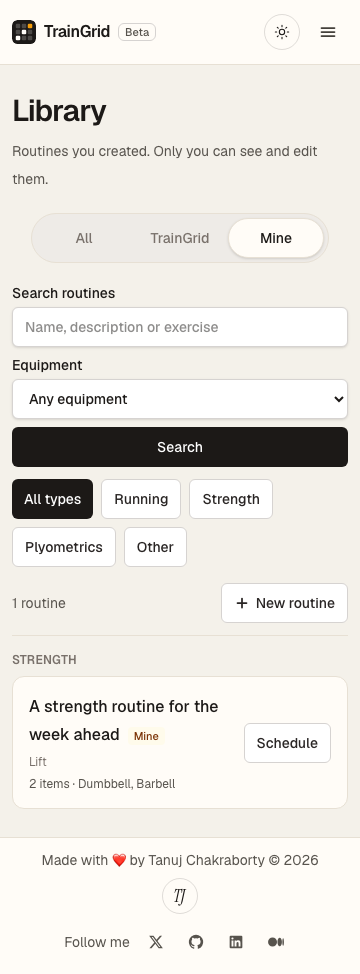 TrainGrid Beta
Library
Routines you created. Only you can see and edit
them.
All TrainGrid Mine
Search routines
Name, description or exercise
Equipment
Any equipment
Search
All types Running Strength
Plyometrics Other
1 routine + New routine
STRENGTH
A strength routine for the
week ahead Mine
Schedule
Lift
2 items · Dumbbell, Barbell
Made with ❤️ by Tanuj Chakraborty © 2026
TJ
Follow me